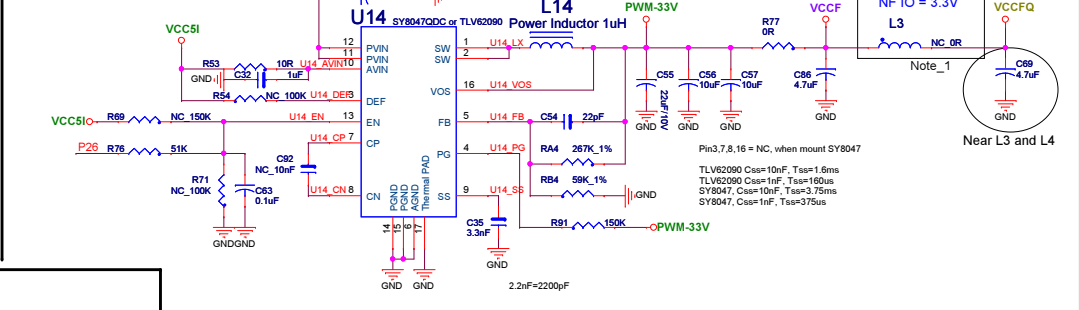 U14
SY8047QDC or TLV62090
L14
Power Inductor 1uH
PWM-33V
VCCF
NF IO = 3.3V
VCCFQ
VCC5I
R77
0R
L3
NC_0R
Note_1
12
PVIN
11
PVIN
10
AVIN
SW
1
U14_LX
SW
2
R53
10R
U14_AVIN
GND
C32
1uF
R54
NC_100K
U14_DEF
3
DEF
VOS
16
U14_VOS
C55
22uF/10V
C56
10uF
C57
10uF
C86
4.7uF
C69
4.7uF
GND
GND
GND
GND
GND
Near L3 and L4
VCC5I
R69
NC_150K
U14_EN
13
EN
FB
5
U14_FB
C54
22pF
P26
R76
51K
U14_CP
7
CP
PG
4
U14_PG
RA4
267K_1%
C92
NC_10nF
R71
NC_100K
C63
0.1uF
U14_CN
8
CN
SS
9
U14_SS
RB4
59K_1%
GND
PGND
PGND
AGND
Thermal PAD
14
15
6
17
C35
3.3nF
R91
150K
PWM-33V
GND
GND
GND
GND
GND
Pin3,7,8,16 = NC, when mount SY8047
TLV62090 Css=10nF, Tss=1.6ms
TLV62090 Css=1nF, Tss=160us
SY8047, Css=10nF, Tss=3.75ms
SY8047, Css=1nF, Tss=375us
2.2nF=2200pF